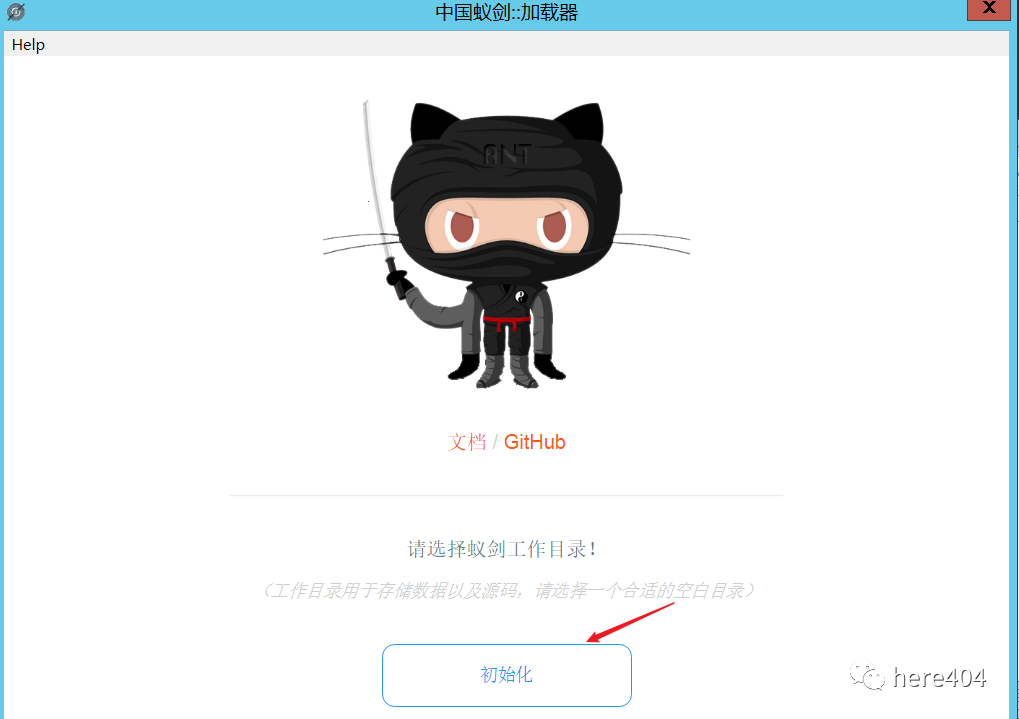 中国蚁剑::加载器
X
Help
ANT
文档 / GitHub
请选择蚁剑工作目录！
（工作目录用于存储数据以及源码，请选择一个合适的空白目录）
初始化
here404